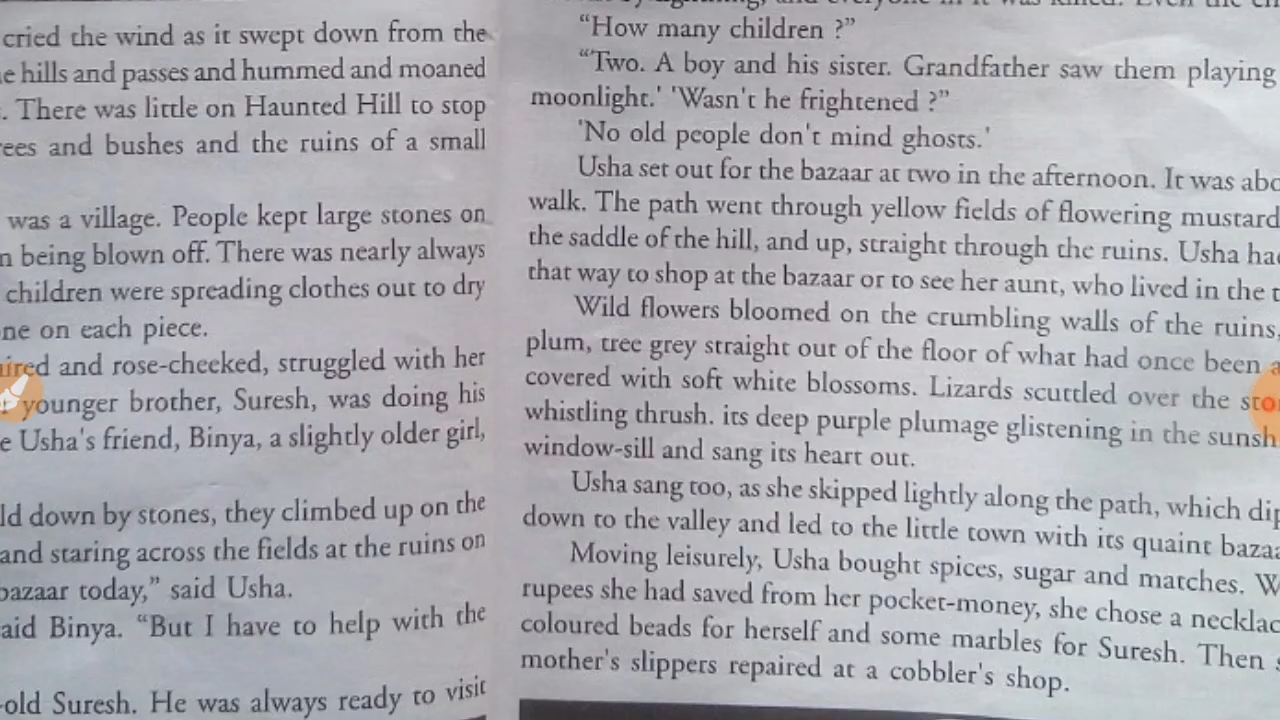 cried the wind as it swept down from the
hills and passes and hummed and moaned
. There was little on Haunted Hill to stop
and bushes and the ruins of a small
was a village. People kept large stones on
being blown off. There was nearly always
children were spreading clothes out to dry
on each piece.
and rose-cheeked, struggled with her
younger brother, Suresh, was doing his
Usha's friend, Binya, a slightly older girl,
down by stones, they climbed up on the
and staring across the fields at the ruins on
bazaar today,” said Usha.
said Binya. “But I have to help with the
-old Suresh. He was always ready to visit
“How many children ?”
“Two. A boy and his sister. Grandfather saw them playing
moonlight.' 'Wasn't he frightened ?”
'No old people don't mind ghosts.'
Usha set out for the bazaar at two in the afternoon. It was
walk. The path went through yellow fields of flowering mustard
the saddle of the hill, and up, straight through the ruins. Usha
that way to shop at the bazaar or to see her aunt, who lived in the
Wild flowers bloomed on the crumbling walls of the ruins,
plum, tree grey straight out of the floor of what had once been a
covered with soft white blossoms. Lizards scuttled over the
whistling thrush. its deep purple plumage glistening in the
window-sill and sang its heart out.
Usha sang too, as she skipped lightly along the path, which
down to the valley and led to the little town with its quaint
Moving leisurely, Usha bought spices, sugar and matches.
rupees she had saved from her pocket-money, she chose a
coloured beads for herself and some marbles for Suresh. Then
mother's slippers repaired at a cobbler's shop.